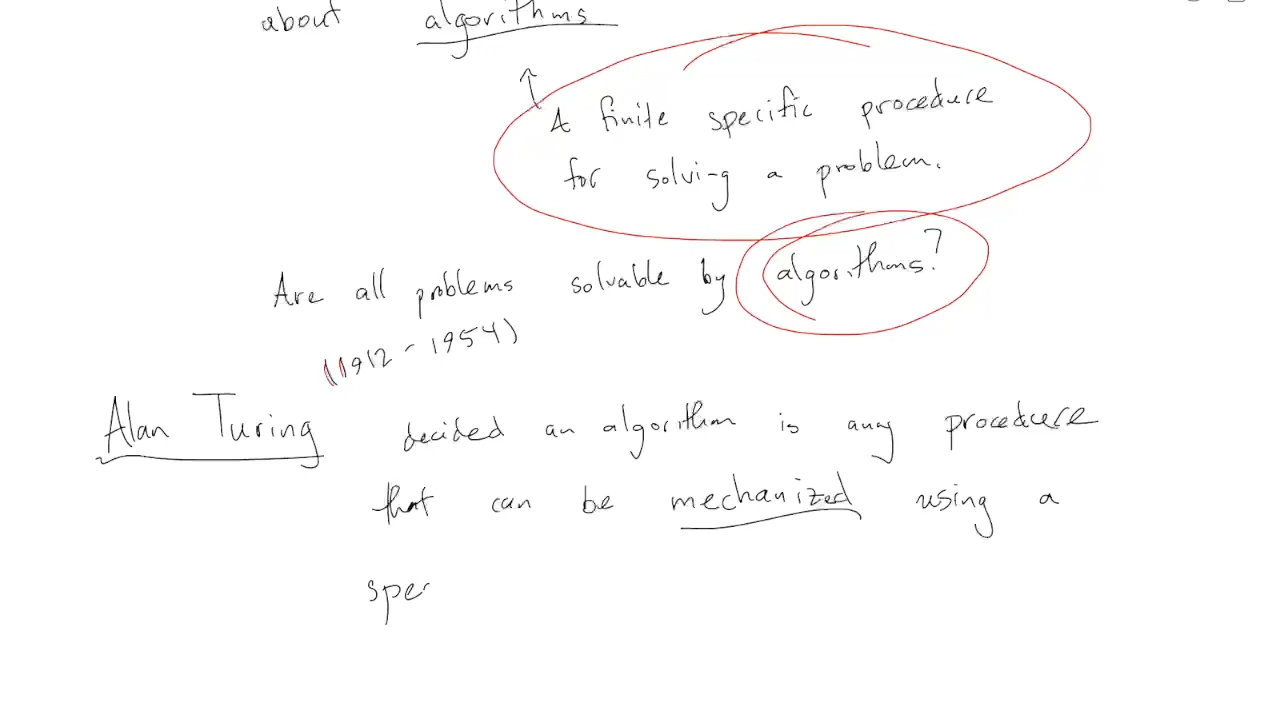 about algorithms
A finite specific procedure
for solving a problem.
Are all problems solvable by algorithms?
(1912 - 1954)
Alan Turing decided an algorithm is any procedure
that can be mechanized using a
spec